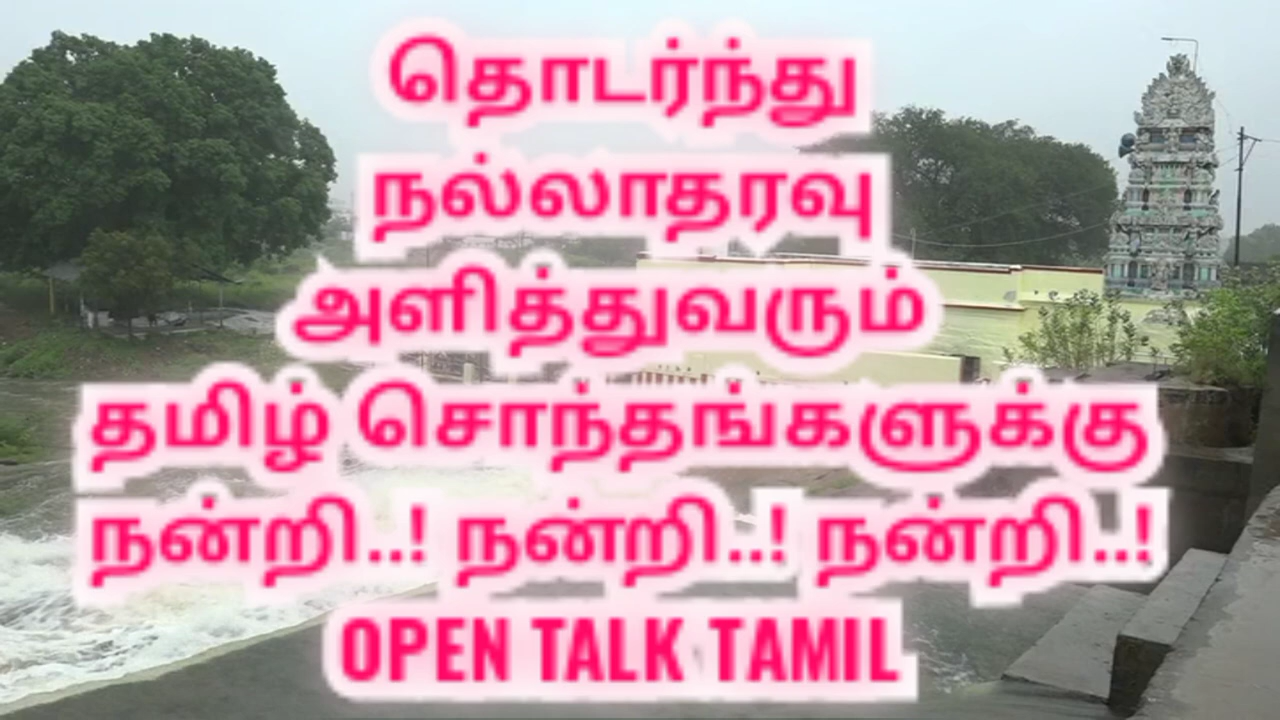 தொடர்ந்து
நல்லாதரவு
அளித்துவரும்
தமிழ் சொந்தங்களுக்கு
நன்றி..! நன்றி..! நன்றி..!
OPEN TALK TAMIL